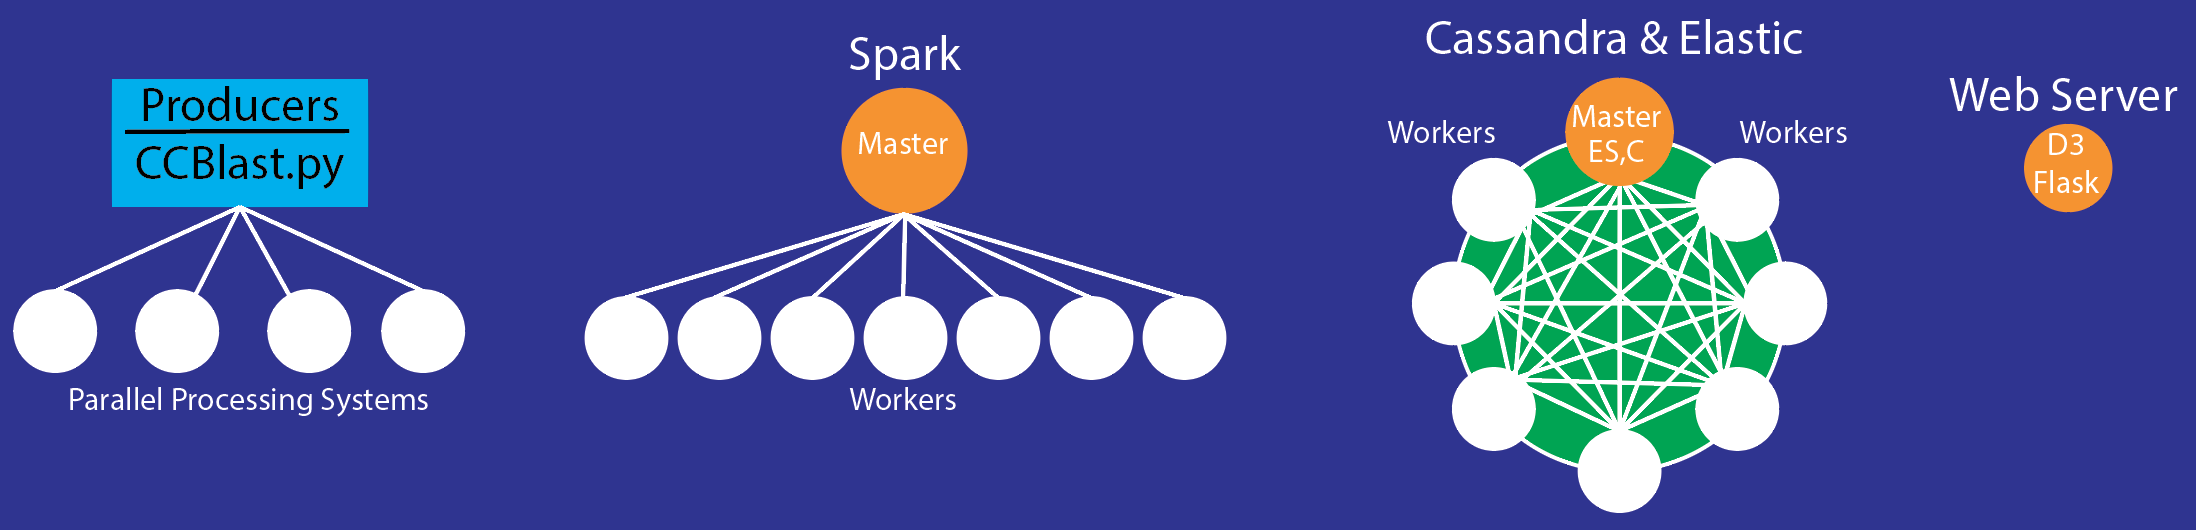 Producers
CCBlast.py
Parallel Processing Systems
Spark
Master
Workers
Cassandra & Elastic
Workers
Master
ES,C
Workers
Web Server
D3
Flask